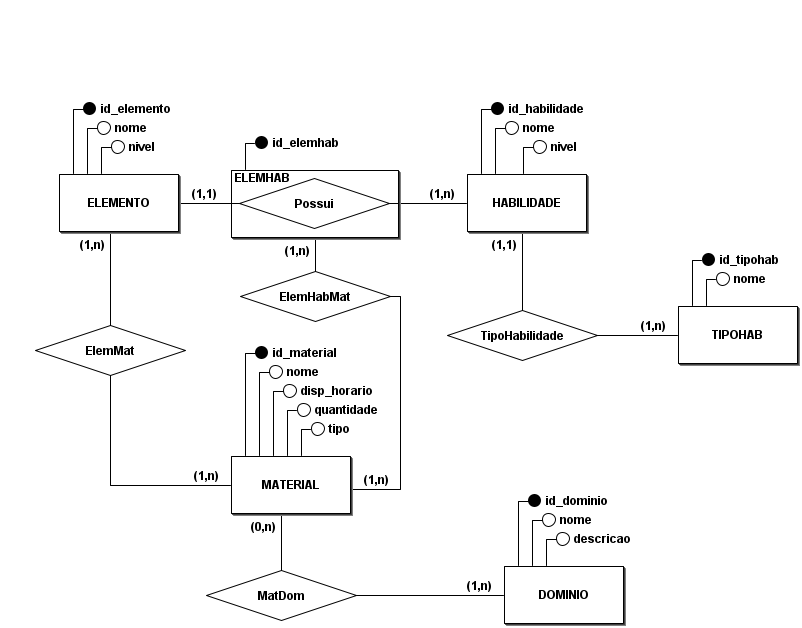 id_elemento
nome
nivel
ELEMENTO
(1,1)
id_elemhab
ELEMHAB
Possui
(1,n)
id_habilidade
nome
nivel
HABILIDADE
(1,n)
(1,n)
(1,1)
ElemHabMat
id_tipohab
nome
TIPOHAB
TipoHabilidade
(1,n)
ElemMat
id_material
nome
disp_horario
quantidade
tipo
(1,n)
MATERIAL
(1,n)
(0,n)
id_dominio
nome
descricao
MatDom
(1,n)
DOMINIO